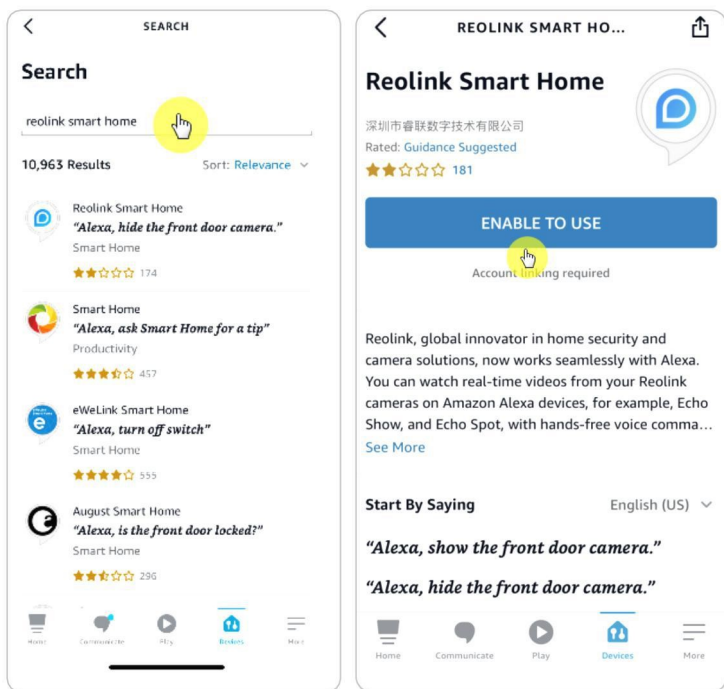 SEARCH
Search
reolink smart home
10,963 Results
Sort: Relevance
Reolink Smart Home
“Alexa, hide the front door camera.”
Smart Home
174
Smart Home
“Alexa, ask Smart Home for a tip”
Productivity
457
eWeLink Smart Home
“Alexa, turn off switch”
Smart Home
555
August Smart Home
“Alexa, is the front door locked?”
Smart Home
296
Home
Communicate
Play
Devices
More
REOLINK SMART HO...
Reolink Smart Home
深圳市睿联数字技术有限公司
Rated: Guidance Suggested
181
ENABLE TO USE
Account linking required
Reolink, global innovator in home security and
camera solutions, now works seamlessly with Alexa.
You can watch real-time videos from your Reolink
cameras on Amazon Alexa devices, for example, Echo
Show, and Echo Spot, with hands-free voice comma...
See More
Start By Saying
English (US)
“Alexa, show the front door camera.”
“Alexa, hide the front door camera.”
Home
Communicate
Play
Devices
More